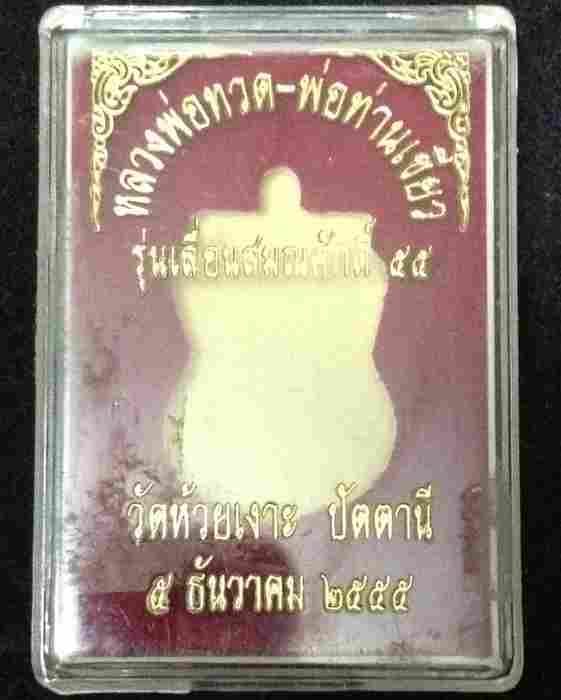 หลวงพ่อทวด-พ่อท่านเขียว
รุ่นเลื่อนสมณศักดิ์ ๕๕
วัดห้วยเงาะ ปัตตานี
๕ ธันวาคม ๒๕๕๕